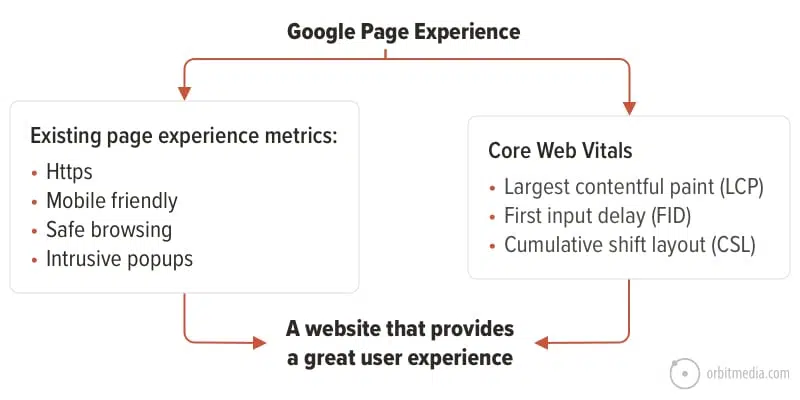 Google Page Experience
Existing page experience metrics:
• Https
• Mobile friendly
• Safe browsing
• Intrusive popups
Core Web Vitals
• Largest contentful paint (LCP)
• First input delay (FID)
• Cumulative shift layout (CSL)
A website that provides
a great user experience
orbitmedia.com